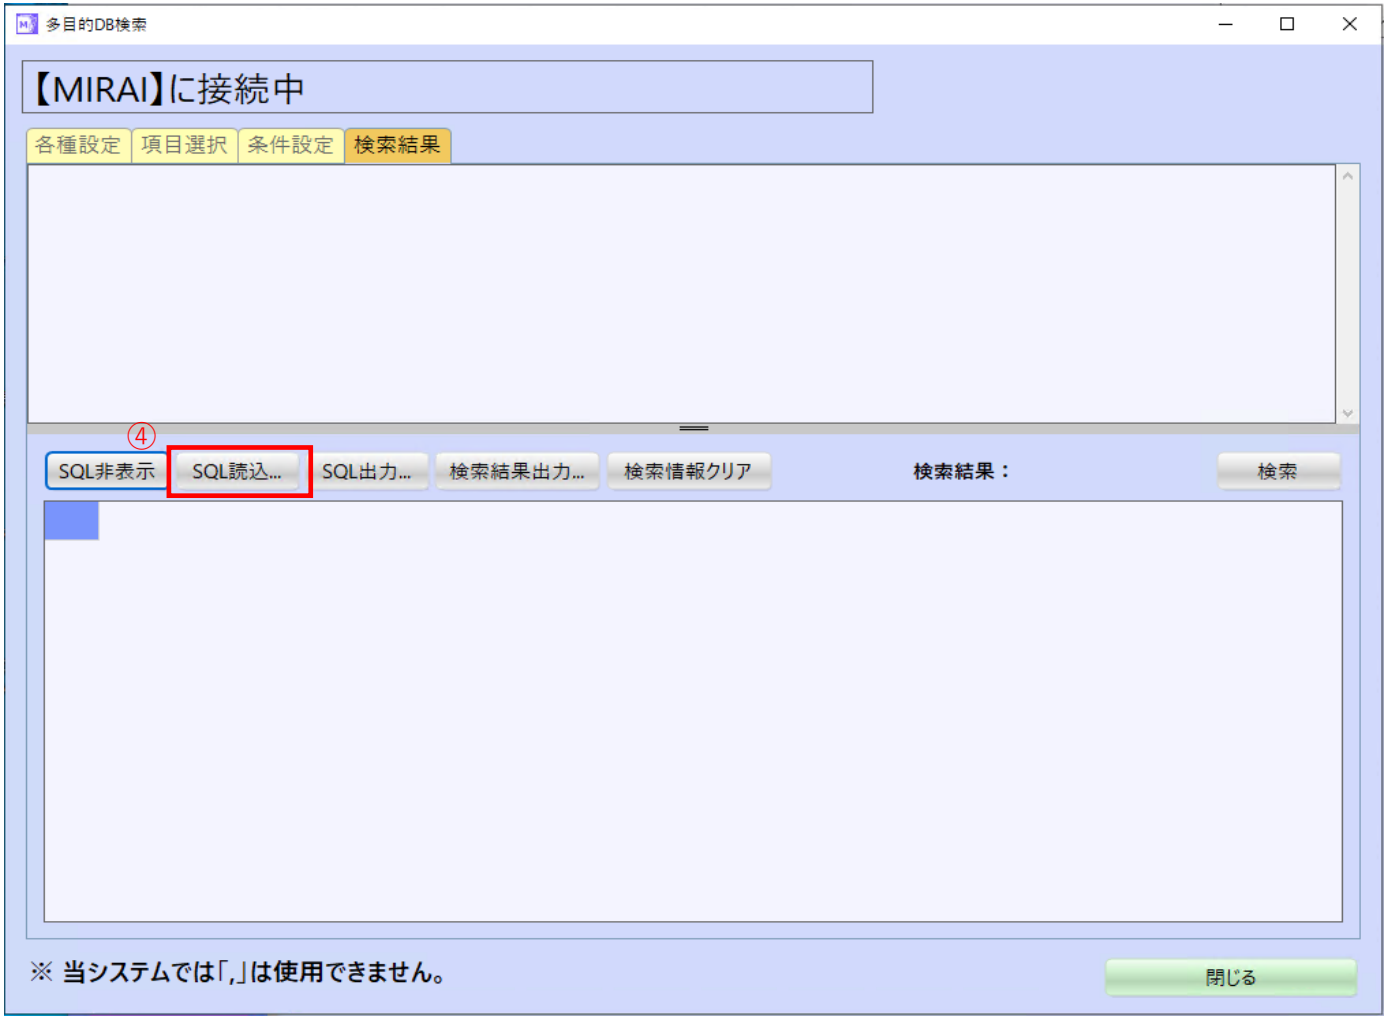 多目的DB検索
【MIRAI】に接続中
各種設定 項目選択 条件設定 検索結果
④
SQL非表示 SQL読込... SQL出力... 検索結果出力... 検索情報クリア 検索結果： 検索
※ 当システムでは「,」は使用できません。
閉じる